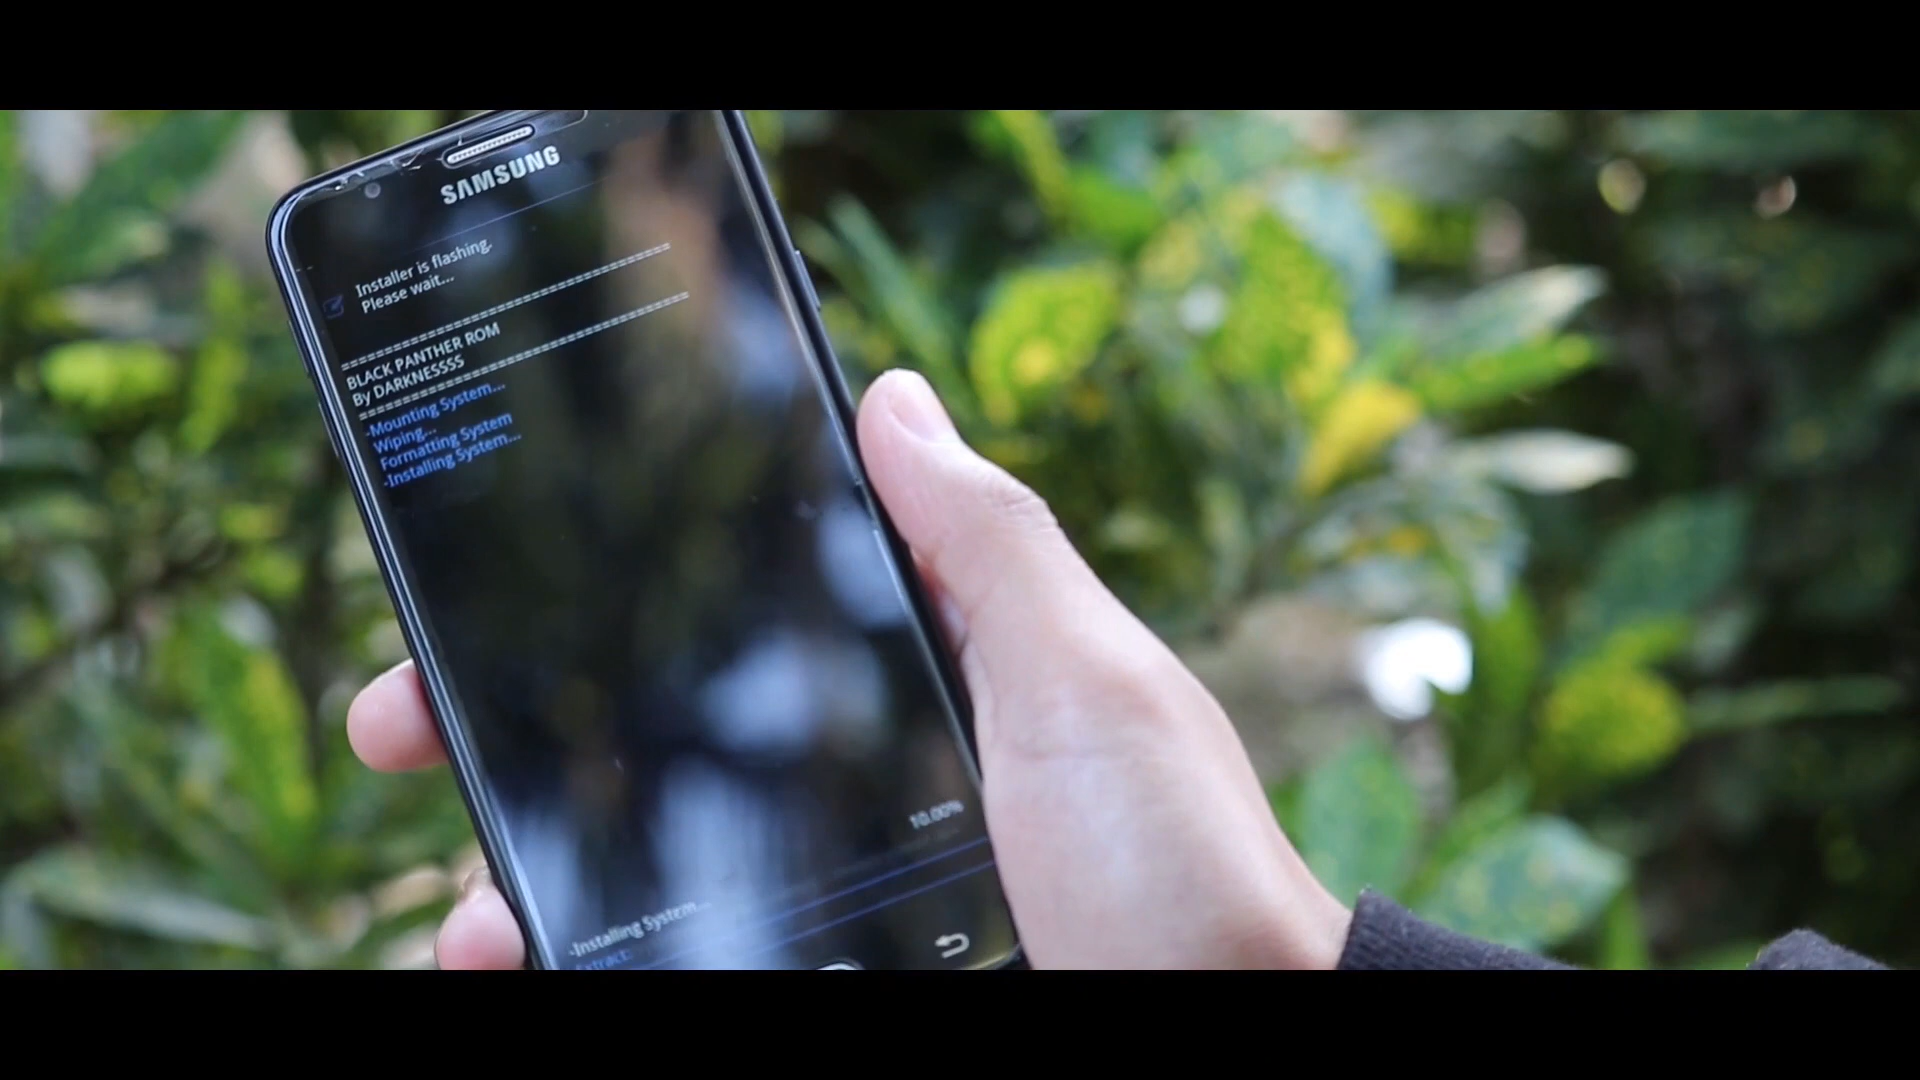 SAMSUNG
Installer is flashing.
Please wait...
==============================
BLACK PANTHER ROM
By DARKNESSSS
==============================
-Mounting System...
Wiping...
Formatting System
-Installing System...
10.00%
-Installing System...
Extract: